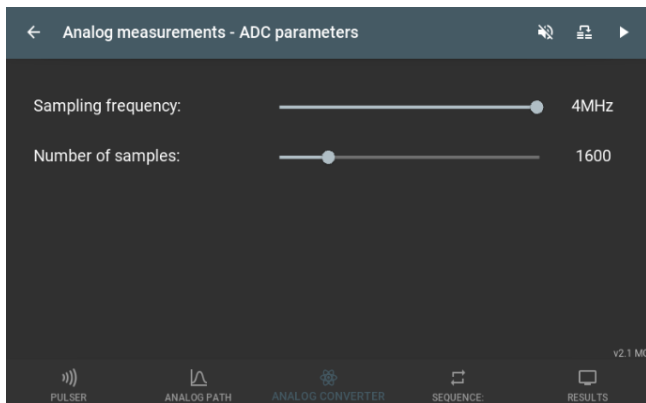 Analog measurements - ADC parameters
Sampling frequency: 4MHz
Number of samples: 1600
v2.1 MO
PULSER ANALOG PATH ANALOG CONVERTER SEQUENCE: RESULTS